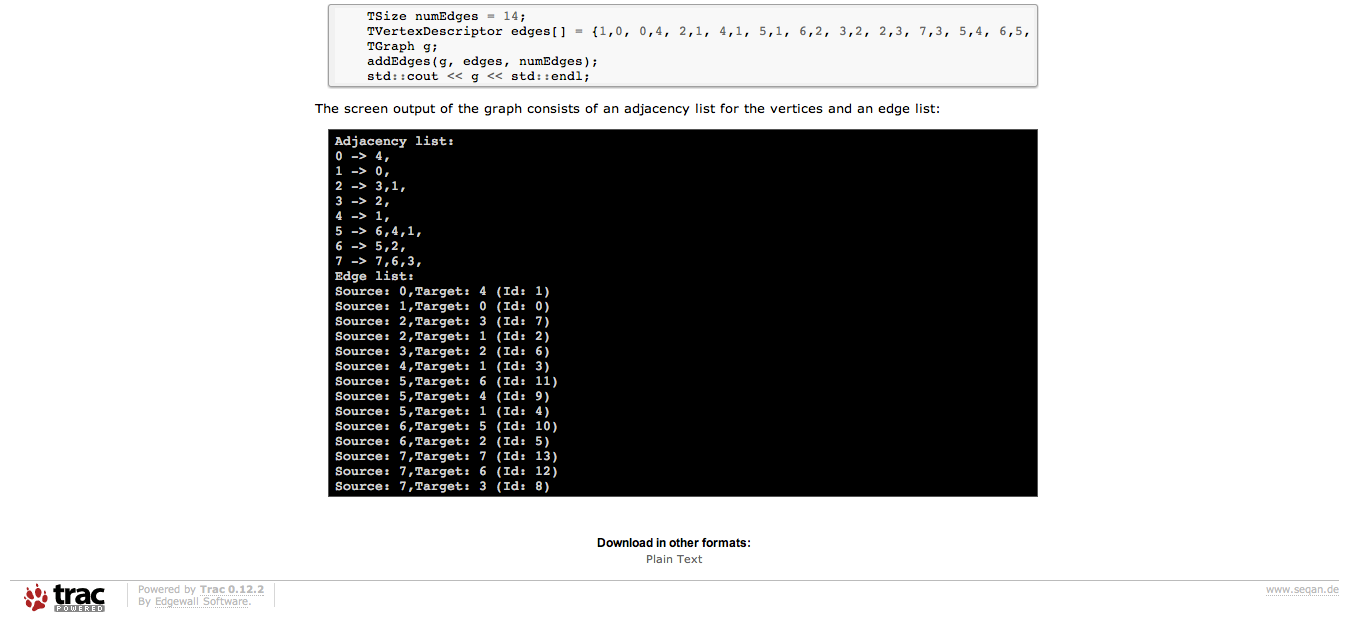 TSize numEdges = 14;
TVertexDescriptor edges[] = {1,0, 0,4, 2,1, 4,1, 5,1, 6,2, 3,2, 2,3, 7,3, 5,4, 6,5,
TGraph g;
addEdges(g, edges, numEdges);
std::cout << g << std::endl;
The screen output of the graph consists of an adjacency list for the vertices and an edge list:
Adjacency list:
0 -> 4,
1 -> 0,
2 -> 3,1,
3 -> 2,
4 -> 1,
5 -> 6,4,1,
6 -> 5,2,
7 -> 7,6,3,
Edge list:
Source: 0,Target: 4 (Id: 1)
Source: 1,Target: 0 (Id: 0)
Source: 2,Target: 3 (Id: 7)
Source: 2,Target: 1 (Id: 2)
Source: 3,Target: 2 (Id: 6)
Source: 4,Target: 1 (Id: 3)
Source: 5,Target: 6 (Id: 11)
Source: 5,Target: 4 (Id: 9)
Source: 5,Target: 1 (Id: 4)
Source: 6,Target: 5 (Id: 10)
Source: 6,Target: 2 (Id: 5)
Source: 7,Target: 7 (Id: 13)
Source: 7,Target: 6 (Id: 12)
Source: 7,Target: 3 (Id: 8)
Download in other formats:
Plain Text
trac
POWERED
Powered by Trac 0.12.2
By Edgewall Software.
www.seqan.de